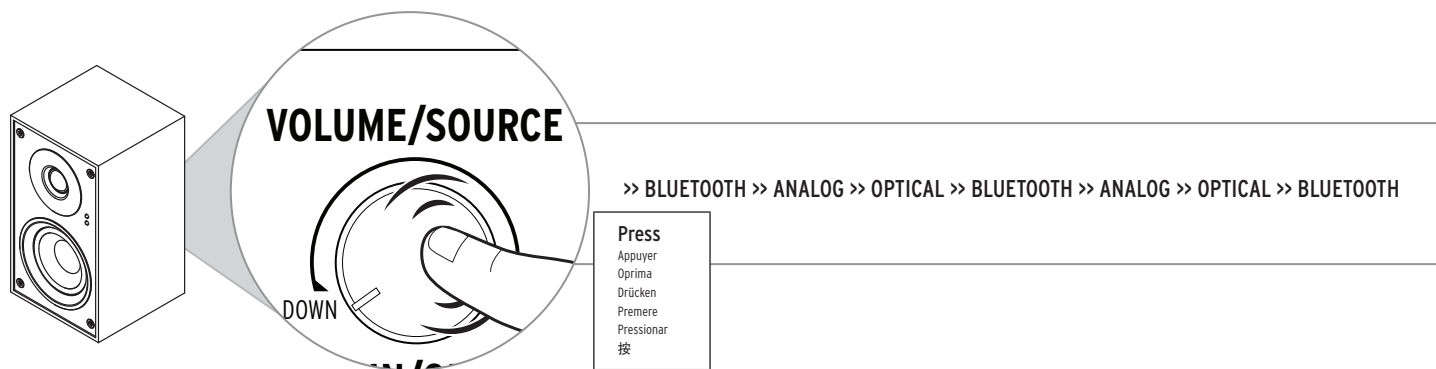 VOLUME/SOURCE
>> BLUETOOTH >> ANALOG >> OPTICAL >> BLUETOOTH >> ANALOG >> OPTICAL >> BLUETOOTH
Press
Appuyer
Oprima
Drücken
Premere
Pressionar
按
DOWN